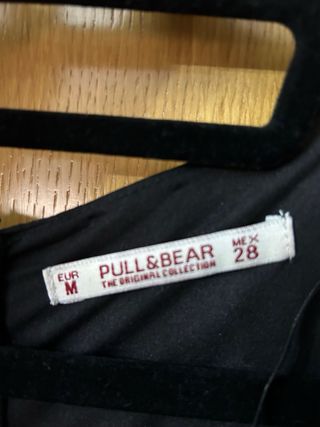 EUR
M
PULL&BEAR
THE ORIGINAL COLLECTION
MEX
28